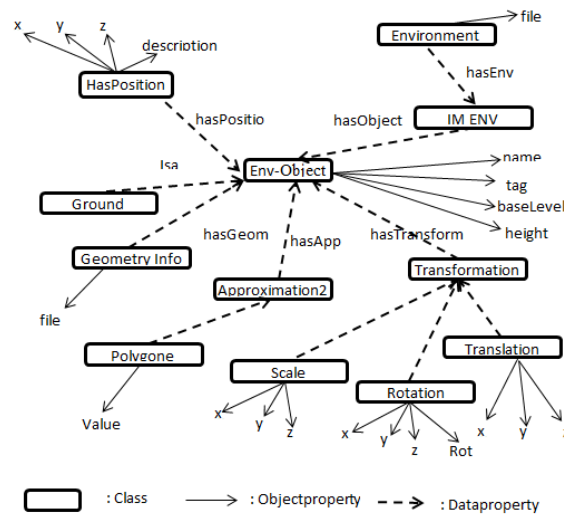 x
y
z
description
HasPosition
file
Environment
hasEnv
IM ENV
hasPositio
hasObject
Isa
Env-Object
name
tag
baseLevel
height
Ground
hasGeom
hasApp
hasTransform
Geometry Info
Approximation2
Transformation
file
Polygone
Scale
Rotation
Translation
Value
x
y
z
x
y
z
Rot
x
y
z
: Class
: Objectproperty
: Dataproperty